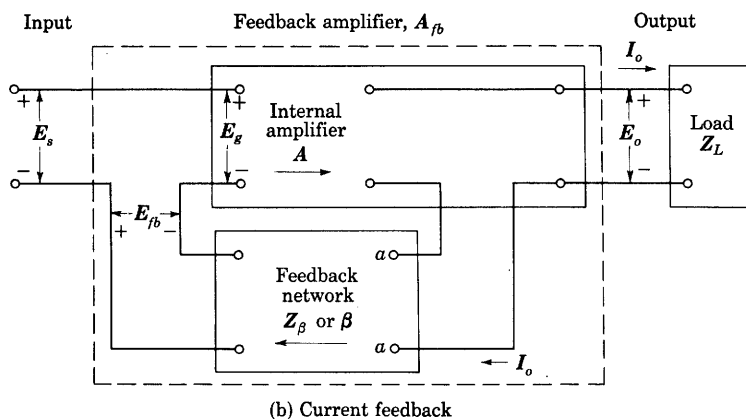 Input
Feedback amplifier, A_fb
Output
I_o
+
+
+
E_s
E_g
Internal
amplifier
A
E_o
Load
Z_L
−
−
−
E_fb
+ −
a
Feedback
network
Z_β or β
a
I_o
(b) Current feedback